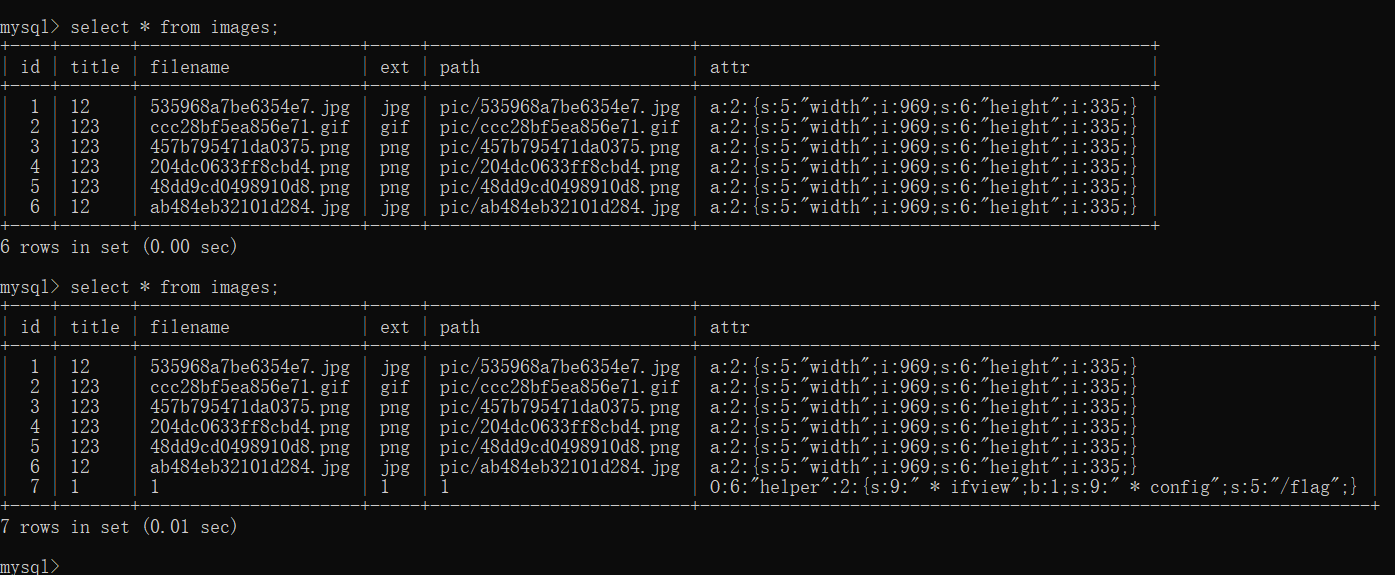 mysql> select * from images;
id | title | filename | ext | path | attr
1 | 12 | 535968a7be6354e7.jpg | jpg | pic/535968a7be6354e7.jpg | a:2:{s:5:"width";i:969;s:6:"height";i:335;}
2 | 123 | ccc28bf5ea856e71.gif | gif | pic/ccc28bf5ea856e71.gif | a:2:{s:5:"width";i:969;s:6:"height";i:335;}
3 | 123 | 457b795471da0375.png | png | pic/457b795471da0375.png | a:2:{s:5:"width";i:969;s:6:"height";i:335;}
4 | 123 | 204dc0633ff8cbd4.png | png | pic/204dc0633ff8cbd4.png | a:2:{s:5:"width";i:969;s:6:"height";i:335;}
5 | 123 | 48dd9cd0498910d8.png | png | pic/48dd9cd0498910d8.png | a:2:{s:5:"width";i:969;s:6:"height";i:335;}
6 | 12 | ab484eb32101d284.jpg | jpg | pic/ab484eb32101d284.jpg | a:2:{s:5:"width";i:969;s:6:"height";i:335;}
6 rows in set (0.00 sec)
mysql> select * from images;
id | title | filename | ext | path | attr
1 | 12 | 535968a7be6354e7.jpg | jpg | pic/535968a7be6354e7.jpg | a:2:{s:5:"width";i:969;s:6:"height";i:335;}
2 | 123 | ccc28bf5ea856e71.gif | gif | pic/ccc28bf5ea856e71.gif | a:2:{s:5:"width";i:969;s:6:"height";i:335;}
3 | 123 | 457b795471da0375.png | png | pic/457b795471da0375.png | a:2:{s:5:"width";i:969;s:6:"height";i:335;}
4 | 123 | 204dc0633ff8cbd4.png | png | pic/204dc0633ff8cbd4.png | a:2:{s:5:"width";i:969;s:6:"height";i:335;}
5 | 123 | 48dd9cd0498910d8.png | png | pic/48dd9cd0498910d8.png | a:2:{s:5:"width";i:969;s:6:"height";i:335;}
6 | 12 | ab484eb32101d284.jpg | jpg | pic/ab484eb32101d284.jpg | a:2:{s:5:"width";i:969;s:6:"height";i:335;}
7 | 1 | 1 | 1 | 1 | O:6:"helper":2:{s:9:" * ifview";b:1;s:9:" * config";s:5:"/flag";}
7 rows in set (0.01 sec)
mysql>